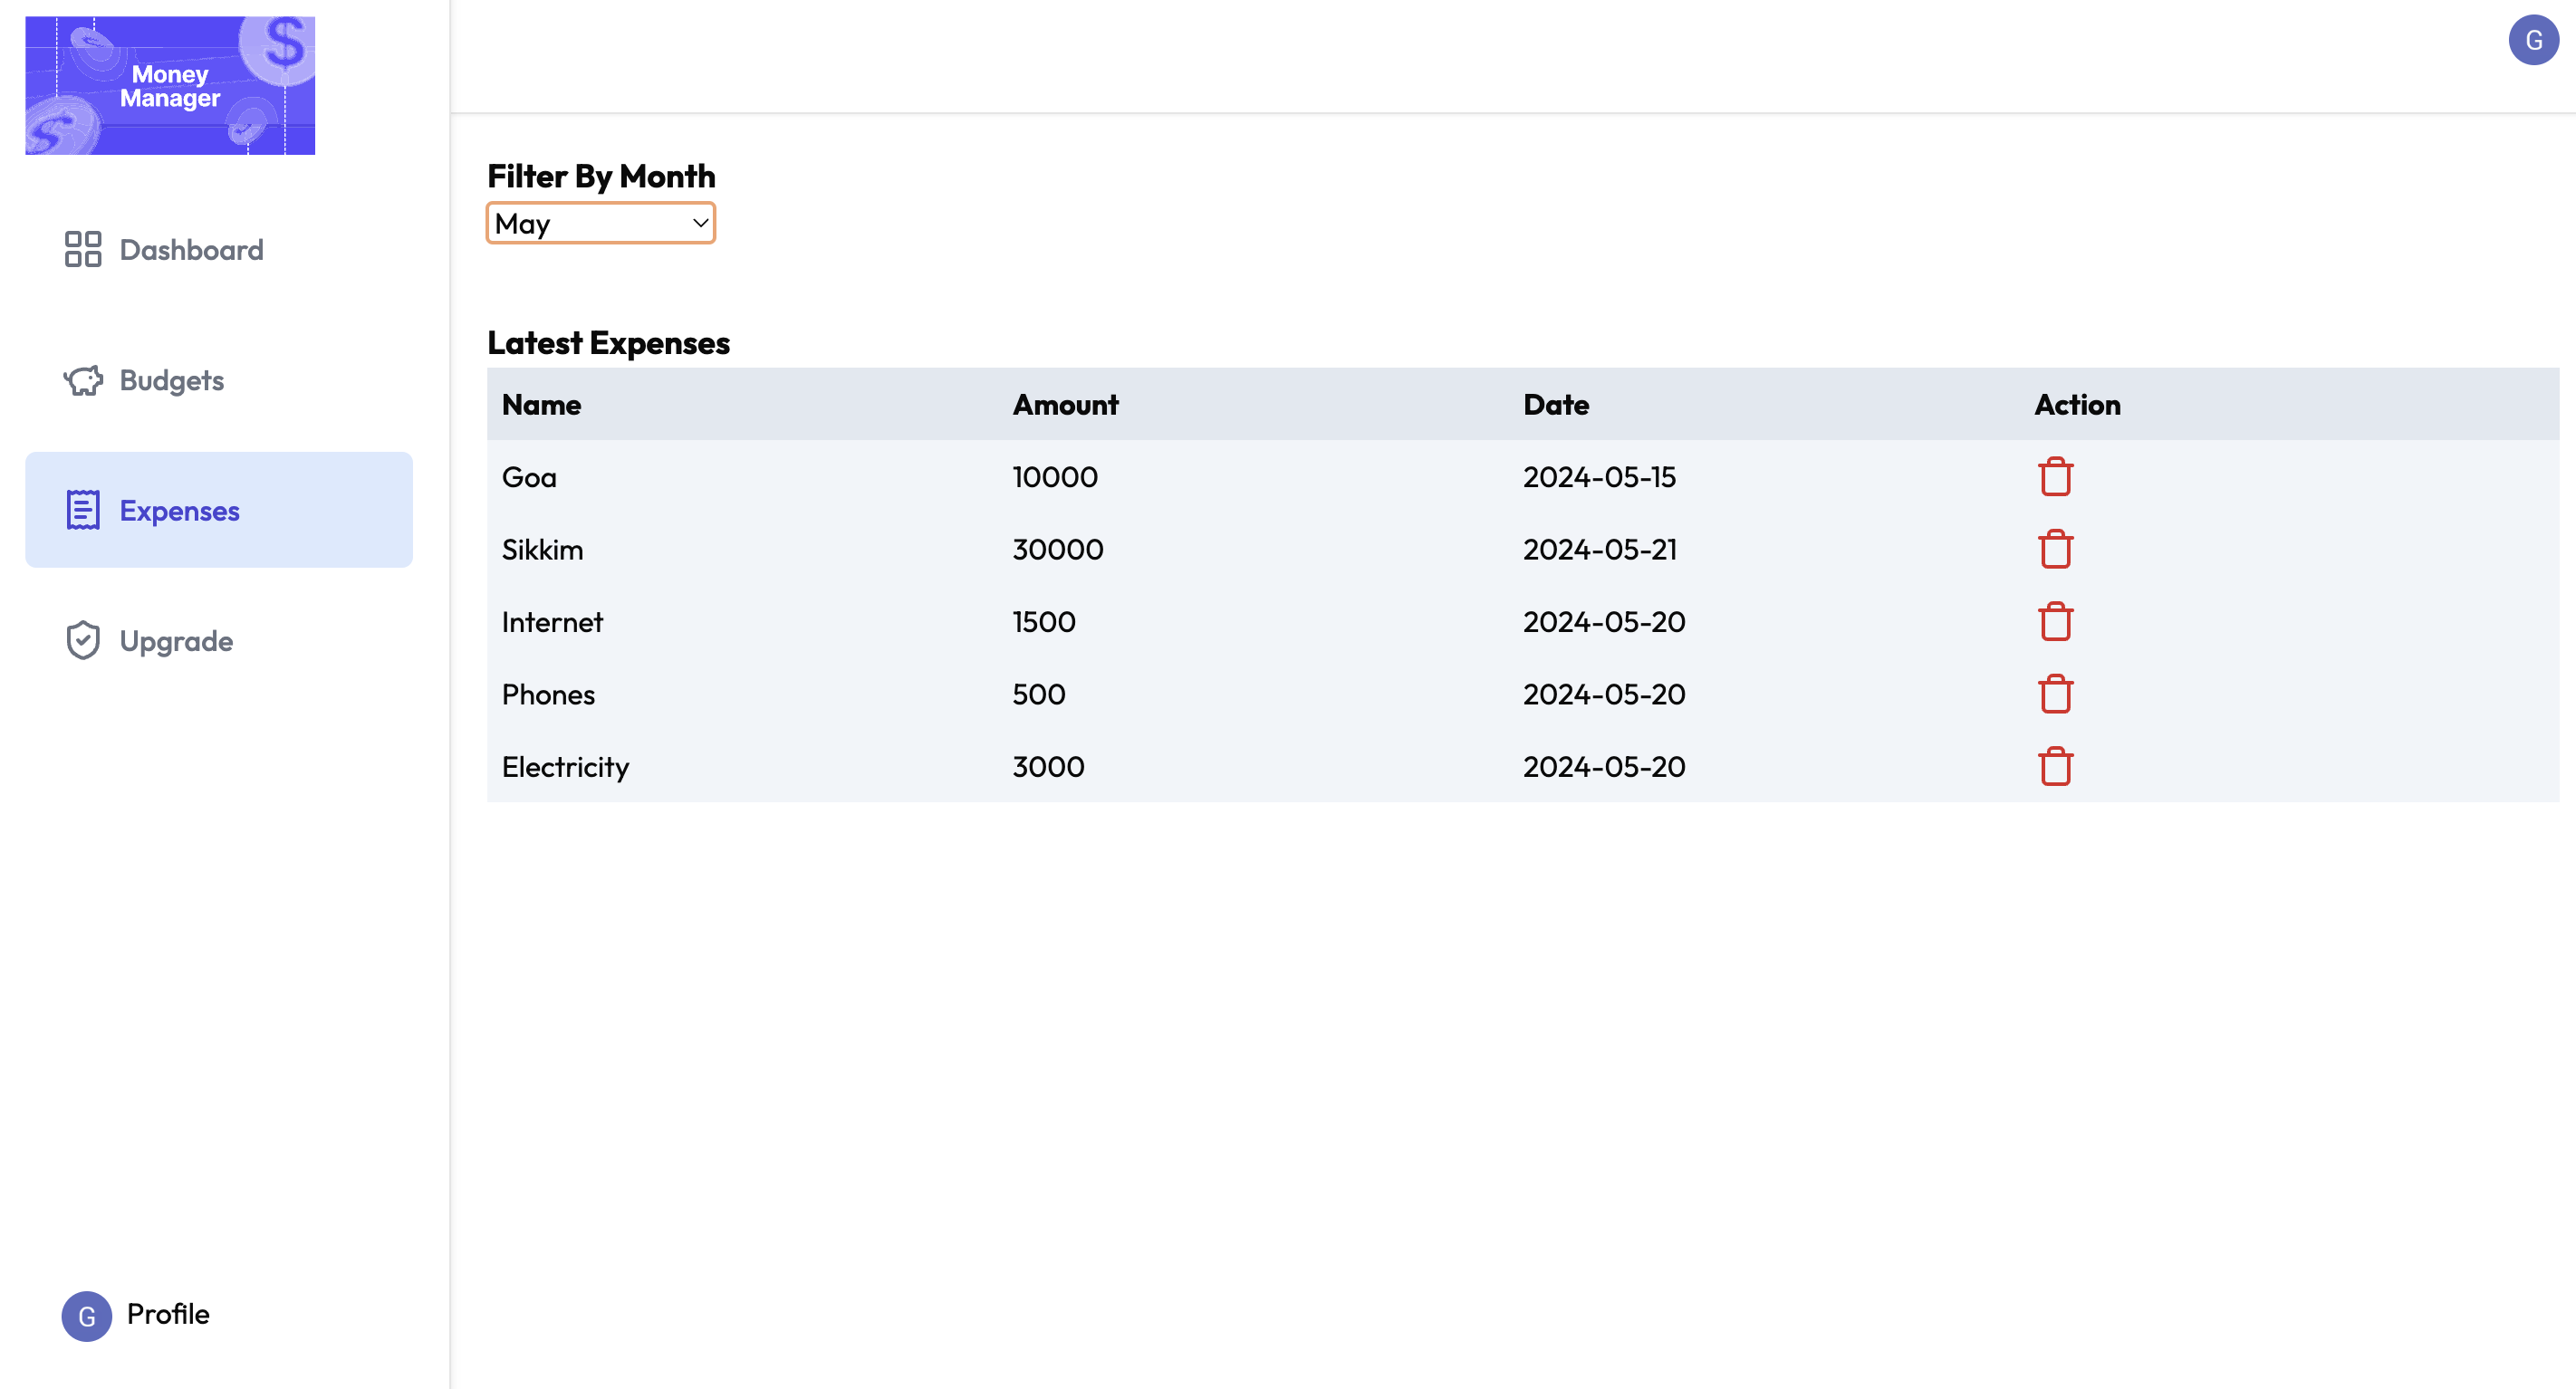 Money
Manager
G
Dashboard
Budgets
Expenses
Upgrade
G Profile
Filter By Month
May
Latest Expenses
Name Amount Date Action
Goa 10000 2024-05-15
Sikkim 30000 2024-05-21
Internet 1500 2024-05-20
Phones 500 2024-05-20
Electricity 3000 2024-05-20